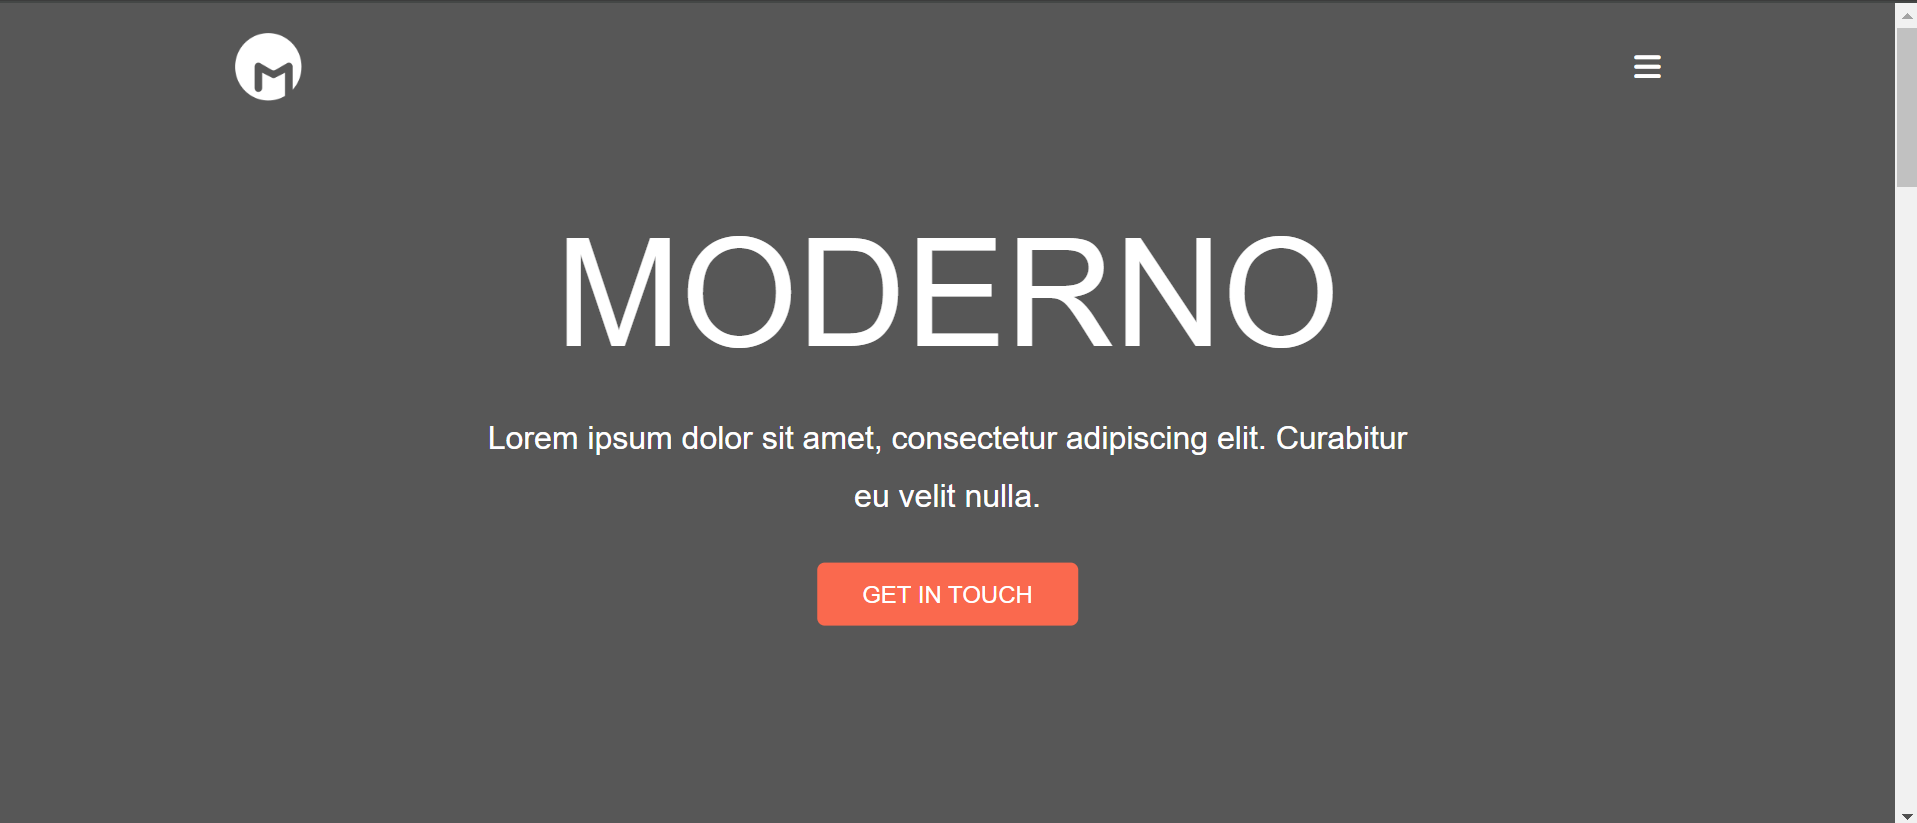 M
MODERNO
Lorem ipsum dolor sit amet, consectetur adipiscing elit. Curabitur
eu velit nulla.
GET IN TOUCH